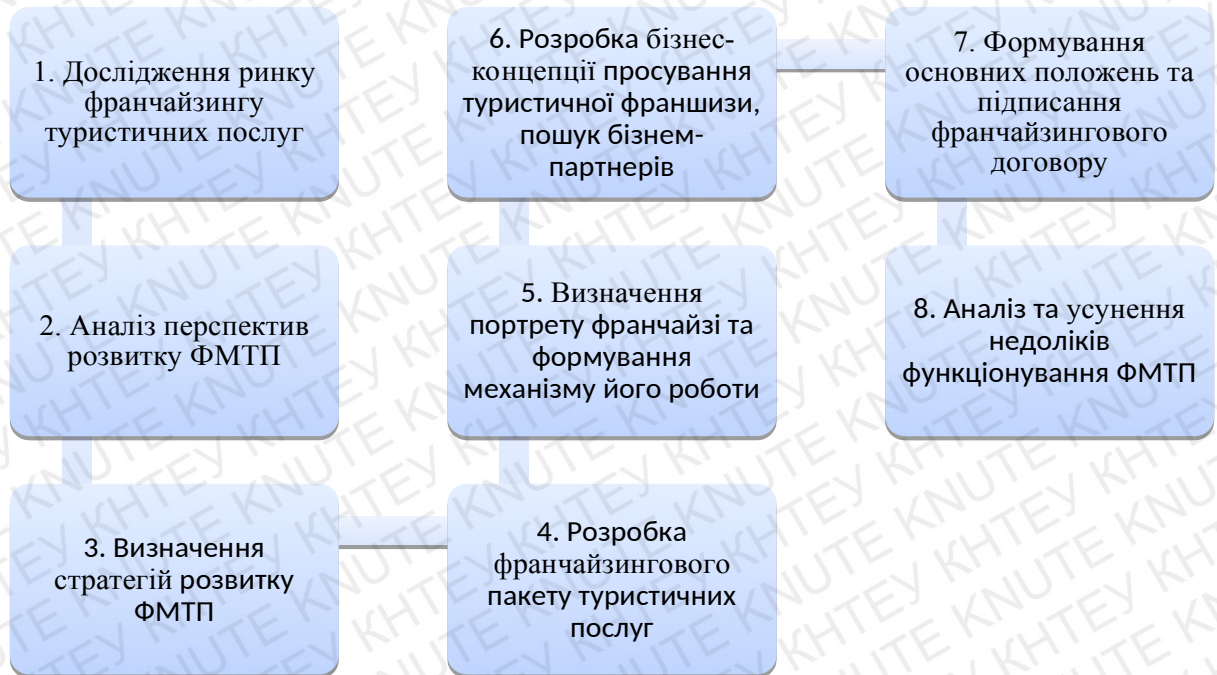 1. Дослідження ринку
франчайзингу
туристичних послуг
2. Аналіз перспектив
розвитку ФМТП
3. Визначення
стратегій розвитку
ФМТП
4. Розробка
франчайзингового
пакету туристичних
послуг
5. Визначення
портрету франчайзі та
формування
механізму його роботи
6. Розробка бізнес-
концепції просування
туристичної франшизи,
пошук бізнем-
партнерів
7. Формування
основних положень та
підписання
франчайзингового
договору
8. Аналіз та усунення
недоліків
функціонування ФМТП